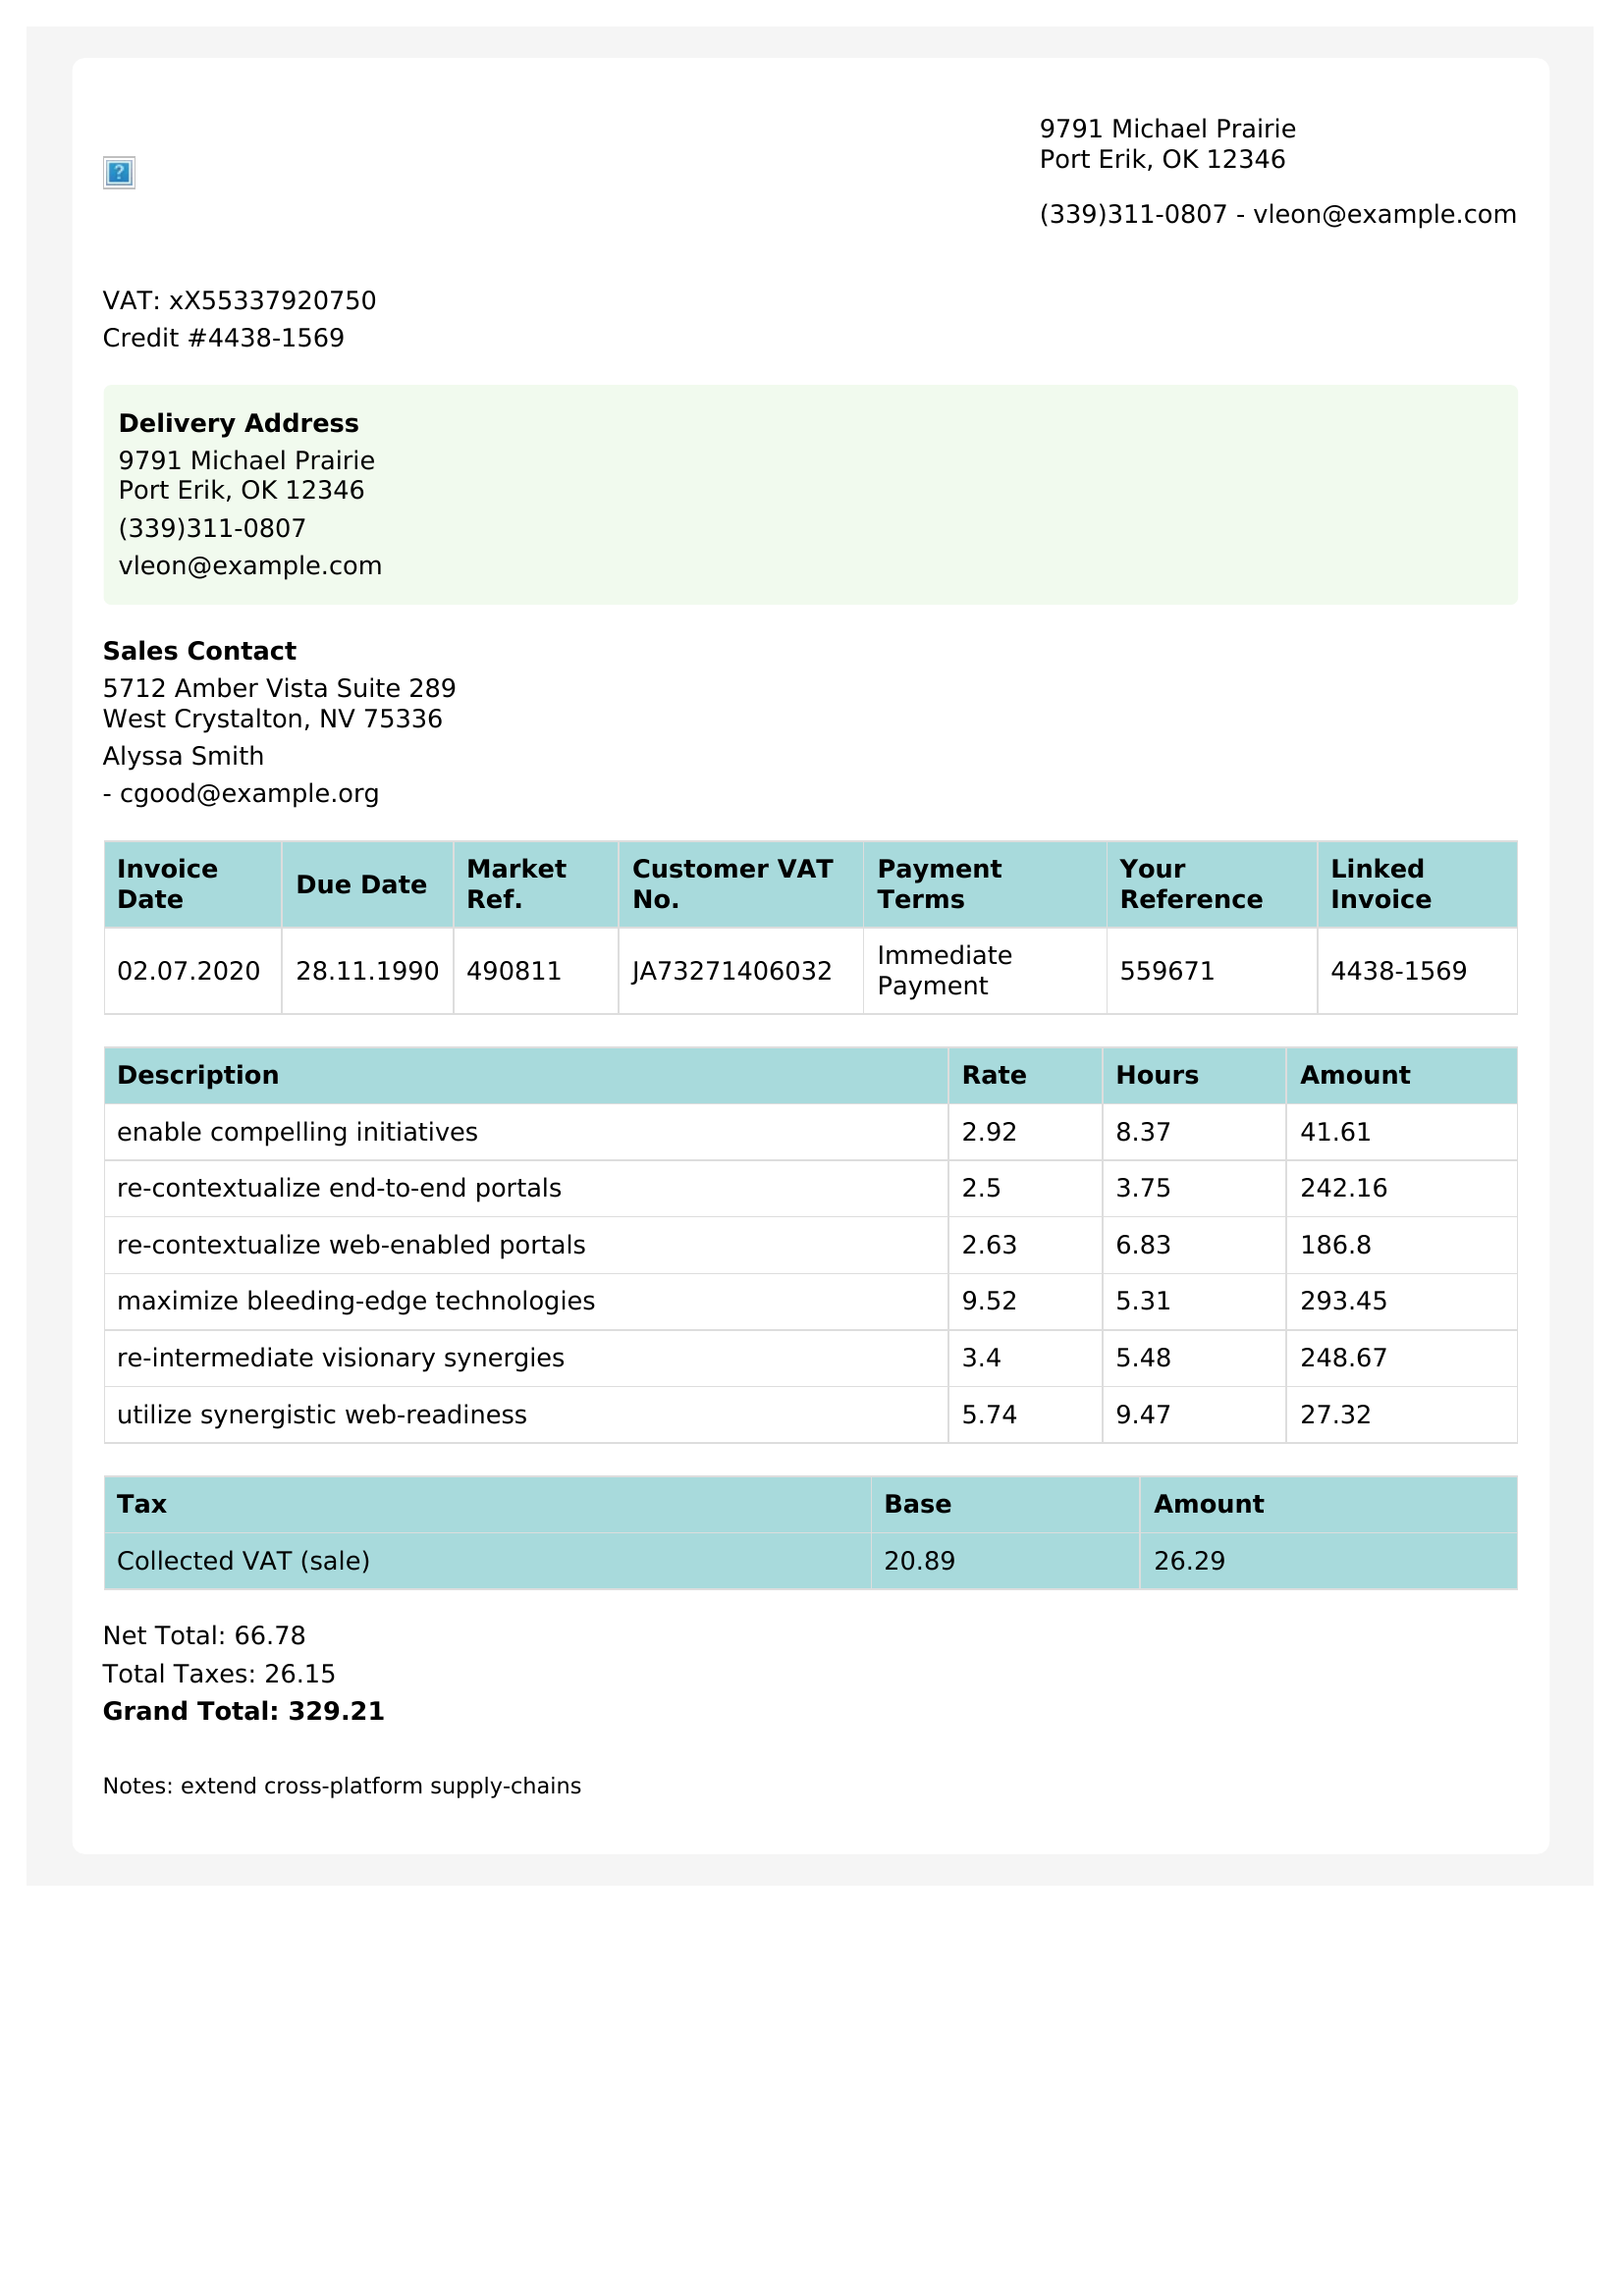 9791 Michael Prairie
Port Erik, OK 12346
(339)311-0807 - vleon@example.com
VAT: xX55337920750
Credit #4438-1569
Delivery Address
9791 Michael Prairie
Port Erik, OK 12346
(339)311-0807
vleon@example.com
Sales Contact
5712 Amber Vista Suite 289
West Crystalton, NV 75336
Alyssa Smith
- cgood@example.org
Invoice Date Due Date Market Ref. Customer VAT No. Payment Terms Your Reference Linked Invoice
02.07.2020 28.11.1990 490811 JA73271406032 Immediate Payment 559671 4438-1569
Description Rate Hours Amount
enable compelling initiatives 2.92 8.37 41.61
re-contextualize end-to-end portals 2.5 3.75 242.16
re-contextualize web-enabled portals 2.63 6.83 186.8
maximize bleeding-edge technologies 9.52 5.31 293.45
re-intermediate visionary synergies 3.4 5.48 248.67
utilize synergistic web-readiness 5.74 9.47 27.32
Tax Base Amount
Collected VAT (sale) 20.89 26.29
Net Total: 66.78
Total Taxes: 26.15
Grand Total: 329.21
Notes: extend cross-platform supply-chains